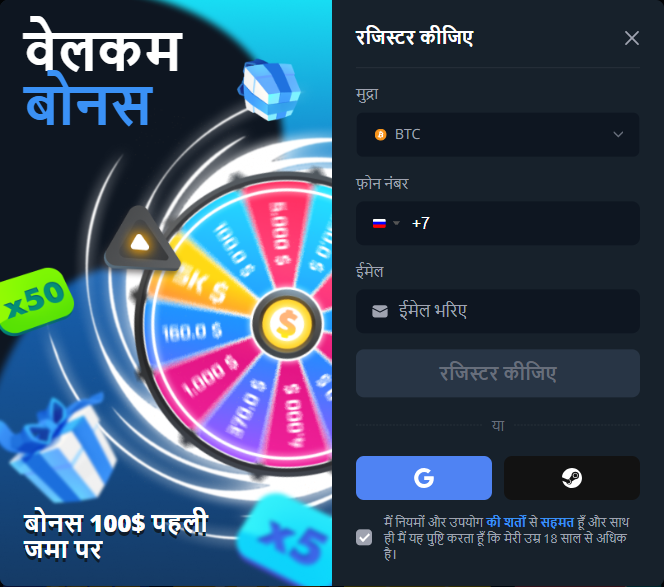 वेलकम
बोनस
x50
100.0 $
5.000 $
5K $
160.0 $
1.000 $
370.0 $
4.000 $
x5
बोनस 100$ पहली
जमा पर
रजिस्टर कीजिए
मुद्रा
BTC
फ़ोन नंबर
+7
ईमेल
ईमेल भरिए
रजिस्टर कीजिए
या
मैं नियमों और उपयोग की शर्तों से सहमत हूँ और साथ
ही में यह पुष्टि करता हूँ कि मेरी उम्र 18 साल से अधिक
है।